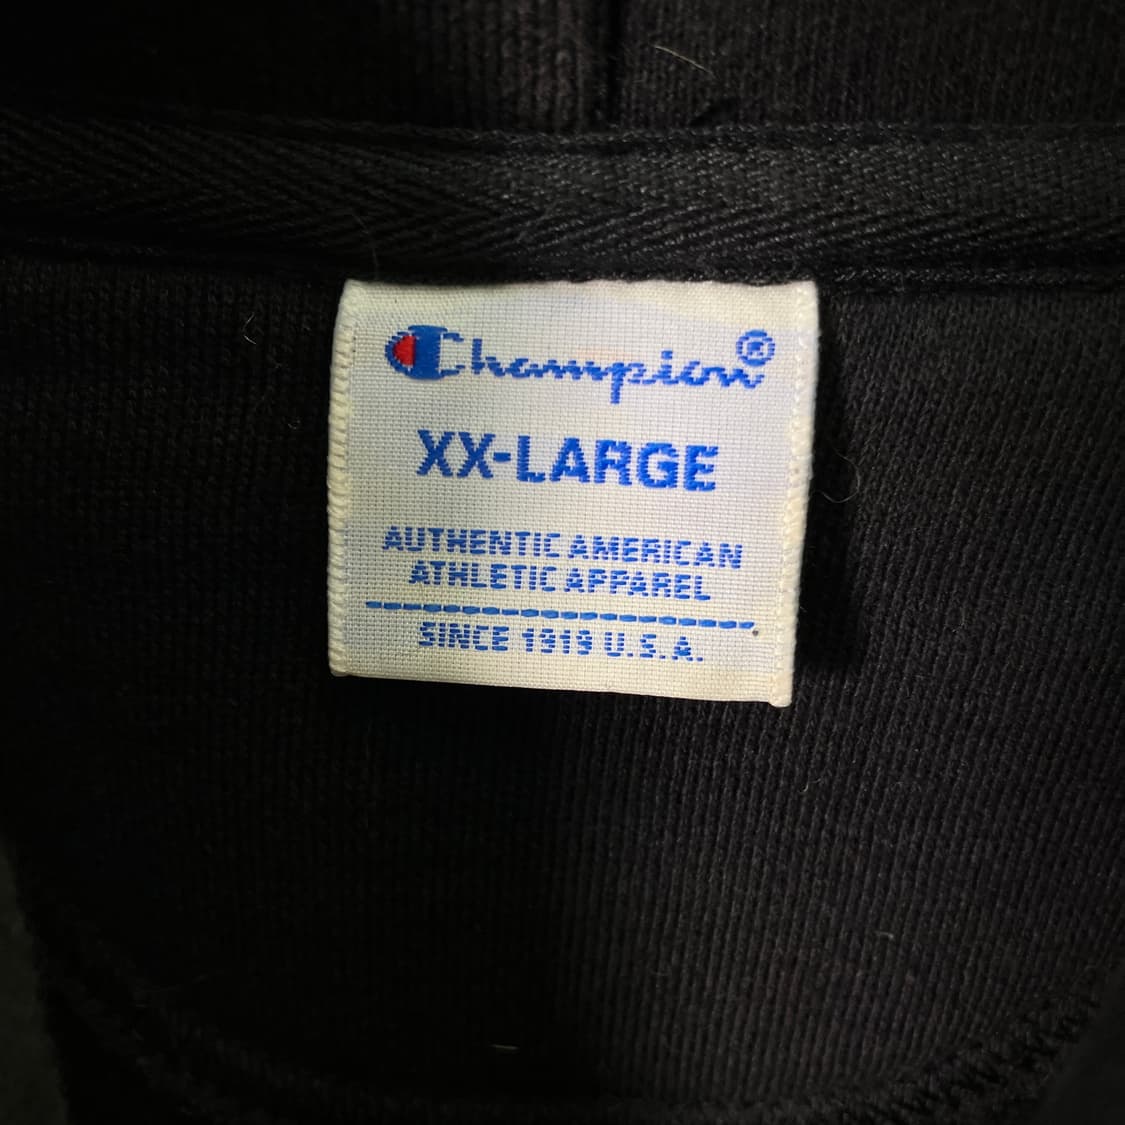 Champion®
XX-LARGE
AUTHENTIC AMERICAN
ATHLETIC APPAREL
SINCE 1919 U.S.A.